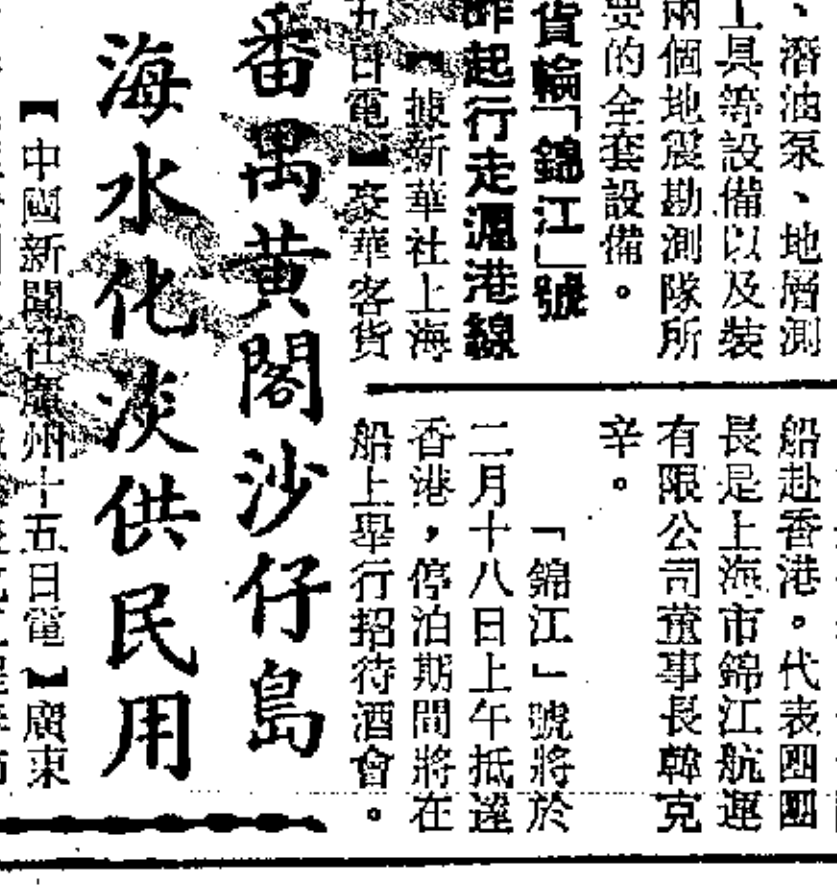 、潛油泵、地層測
工具等設備以及裝
兩個地震勘測隊所
要的全套設備。
貨輪「錦江」號
昨起行走滬港線
【據新華社上海
五日電】豪華客貨
船赴香港。代表團團
長是上海市錦江航運
有限公司董事長韓克
辛。
「錦江」號將於
二月十八日上午抵達
香港，停泊期間將在
船上舉行招待酒會。
番禺黃閣沙仔島
海水化淡供民用
【中國新聞社廣州十五日電】廣東